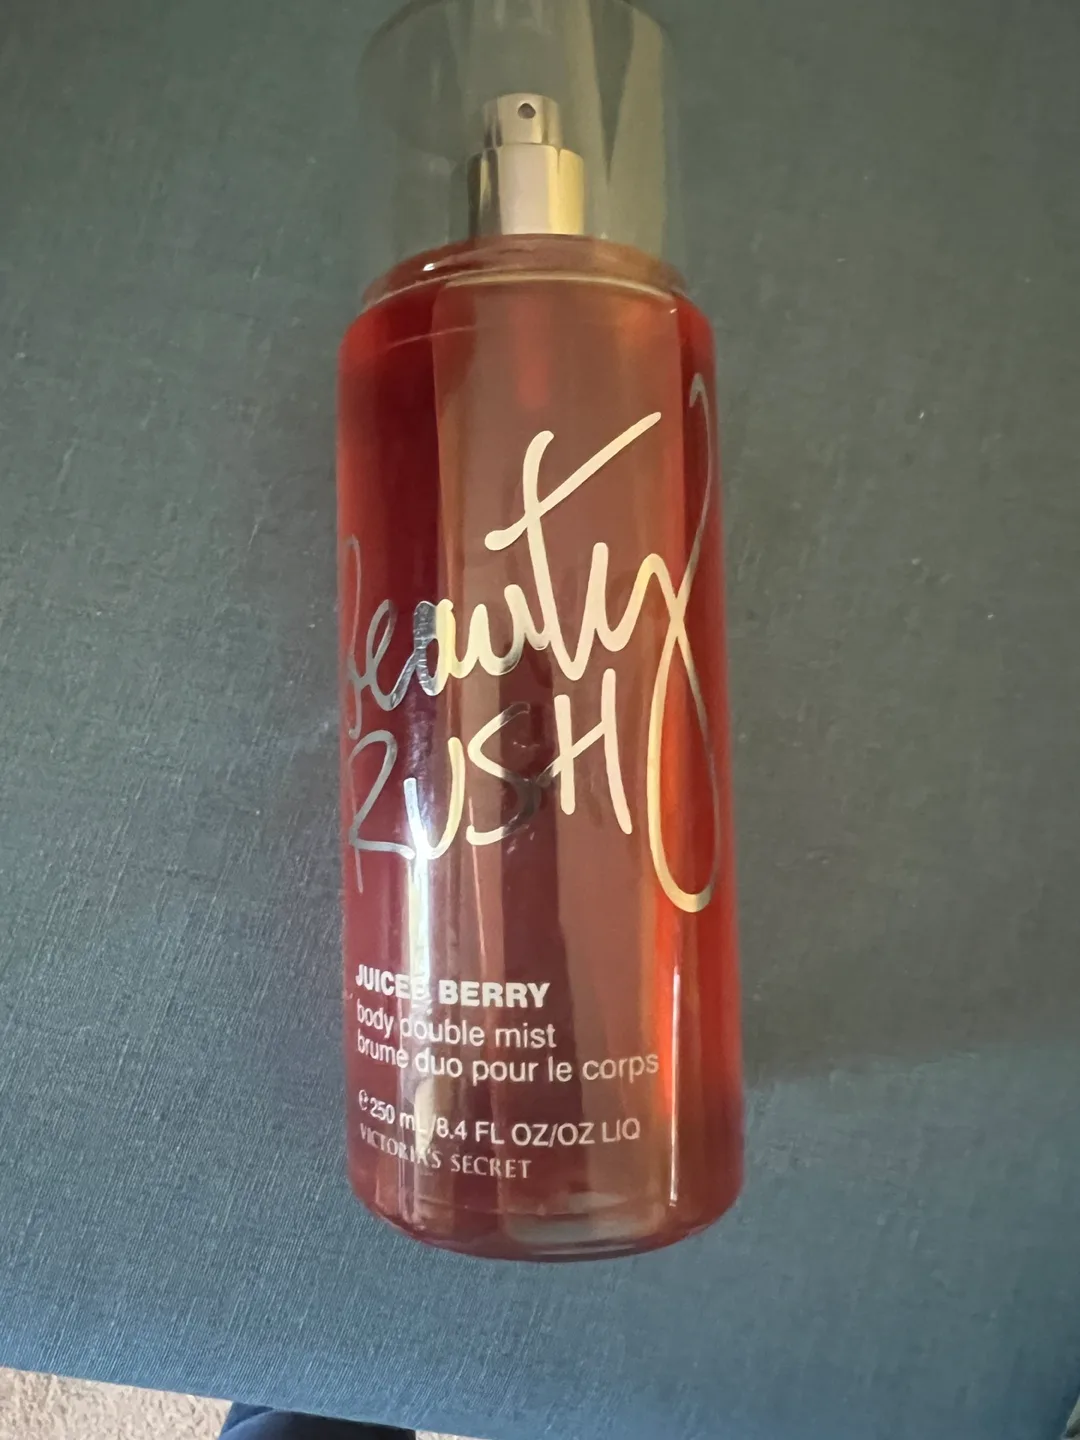 Beauty
RUSH
JUICED BERRY
body double mist
brume duo pour le corps
℮ 250 mL/8.4 FL OZ/OZ LIQ
VICTORIA'S SECRET